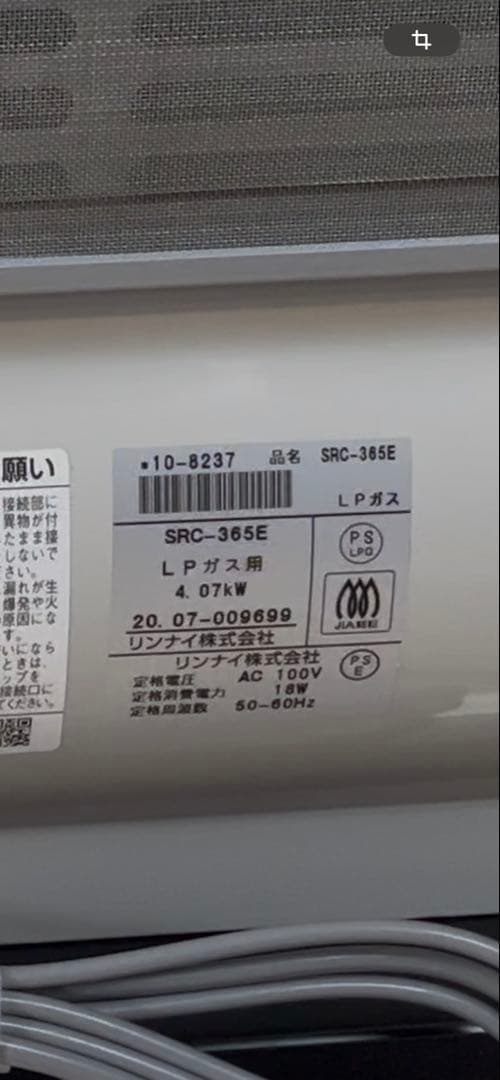 願い
接続部に
異物が付
たまま接
しないで
さい。
漏れが生
爆発や火
原因にな
す。
いになら
ときは、
ップを
接続口に
てください。
10-8237 品名 SRC-365E
LPガス
SRC-365E
LPガス用
4.07kW
20.07-009699
リンナイ株式会社
PS
LPG
JIA
リンナイ株式会社
定格電圧 AC 100V
定格消費電力 18W
定格周波数 50-60Hz
PS
E